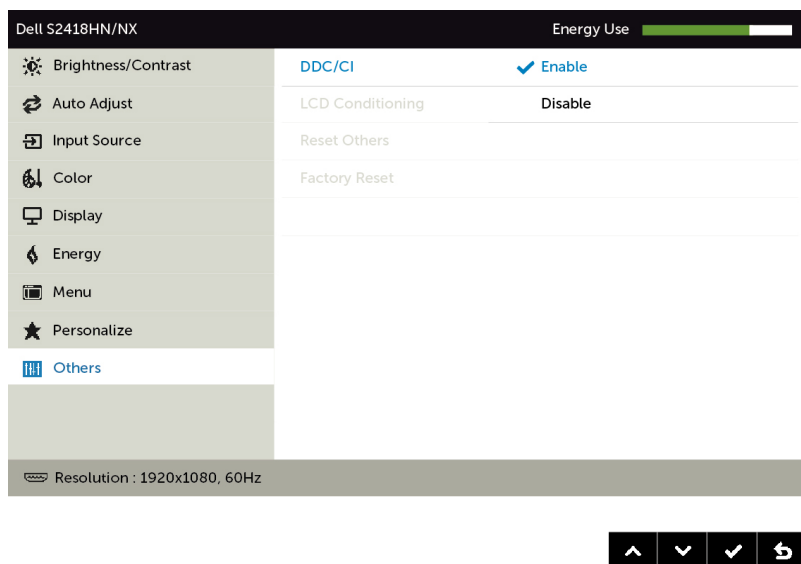 Dell S2418HN/NX Energy Use
Brightness/Contrast DDC/CI Enable
Auto Adjust LCD Conditioning Disable
Input Source Reset Others
Color Factory Reset
Display
Energy
Menu
Personalize
Others
Resolution : 1920x1080, 60Hz